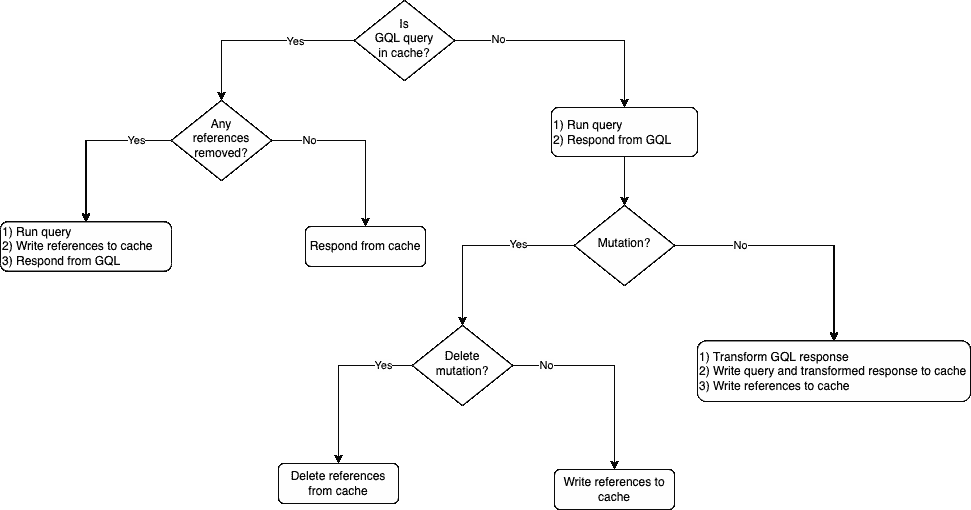 Is
GQL query
in cache?
Yes
No
Any
references
removed?
1) Run query
2) Respond from GQL
Yes
No
1) Run query
2) Write references to cache
3) Respond from GQL
Respond from cache
Mutation?
Yes
No
Delete
mutation?
1) Transform GQL response
2) Write query and transformed response to cache
3) Write references to cache
Yes
No
Delete references
from cache
Write references to
cache